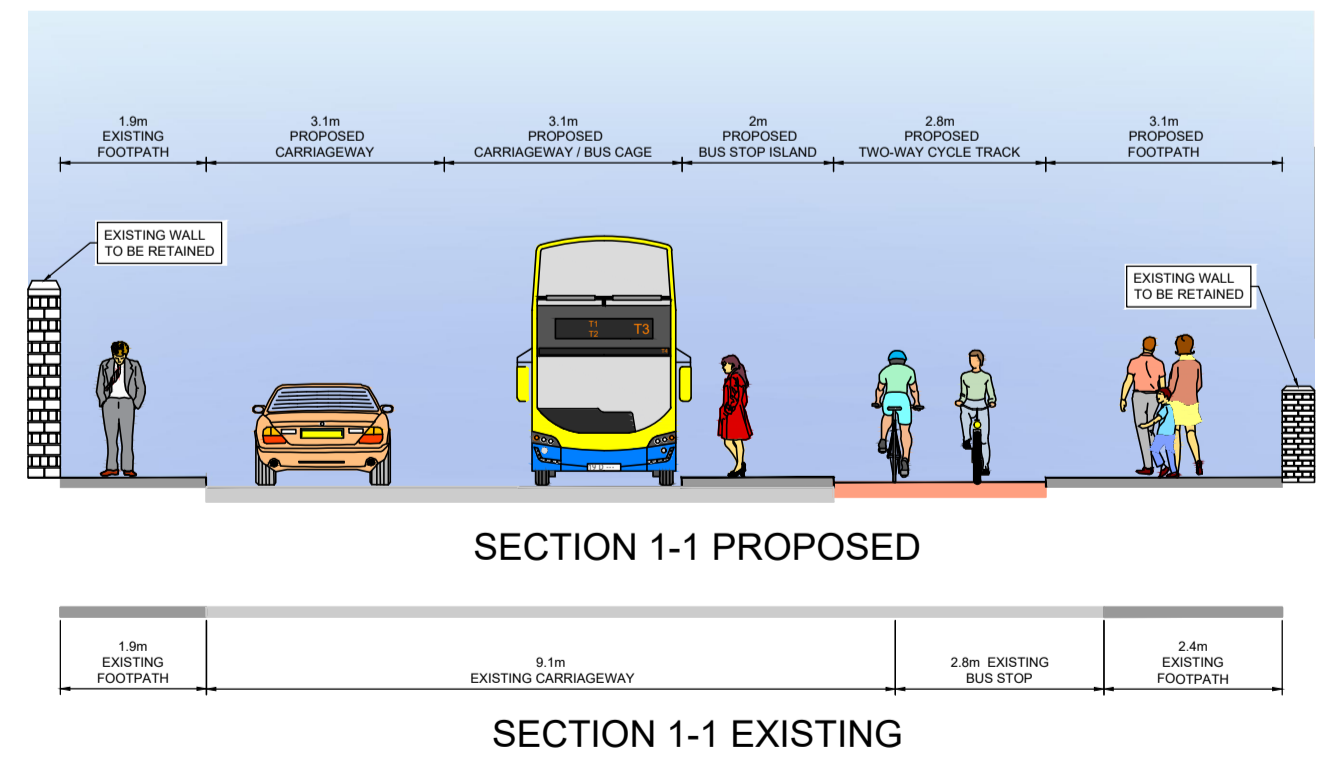 1.9m
EXISTING
FOOTPATH
3.1m
PROPOSED
CARRIAGEWAY
3.1m
PROPOSED
CARRIAGEWAY / BUS CAGE
2m
PROPOSED
BUS STOP ISLAND
2.8m
PROPOSED
TWO-WAY CYCLE TRACK
3.1m
PROPOSED
FOOTPATH
EXISTING WALL
TO BE RETAINED
EXISTING WALL
TO BE RETAINED
T1
T2
T3
SECTION 1-1 PROPOSED
1.9m
EXISTING
FOOTPATH
9.1m
EXISTING CARRIAGEWAY
2.8m EXISTING
BUS STOP
2.4m
EXISTING
FOOTPATH
SECTION 1-1 EXISTING